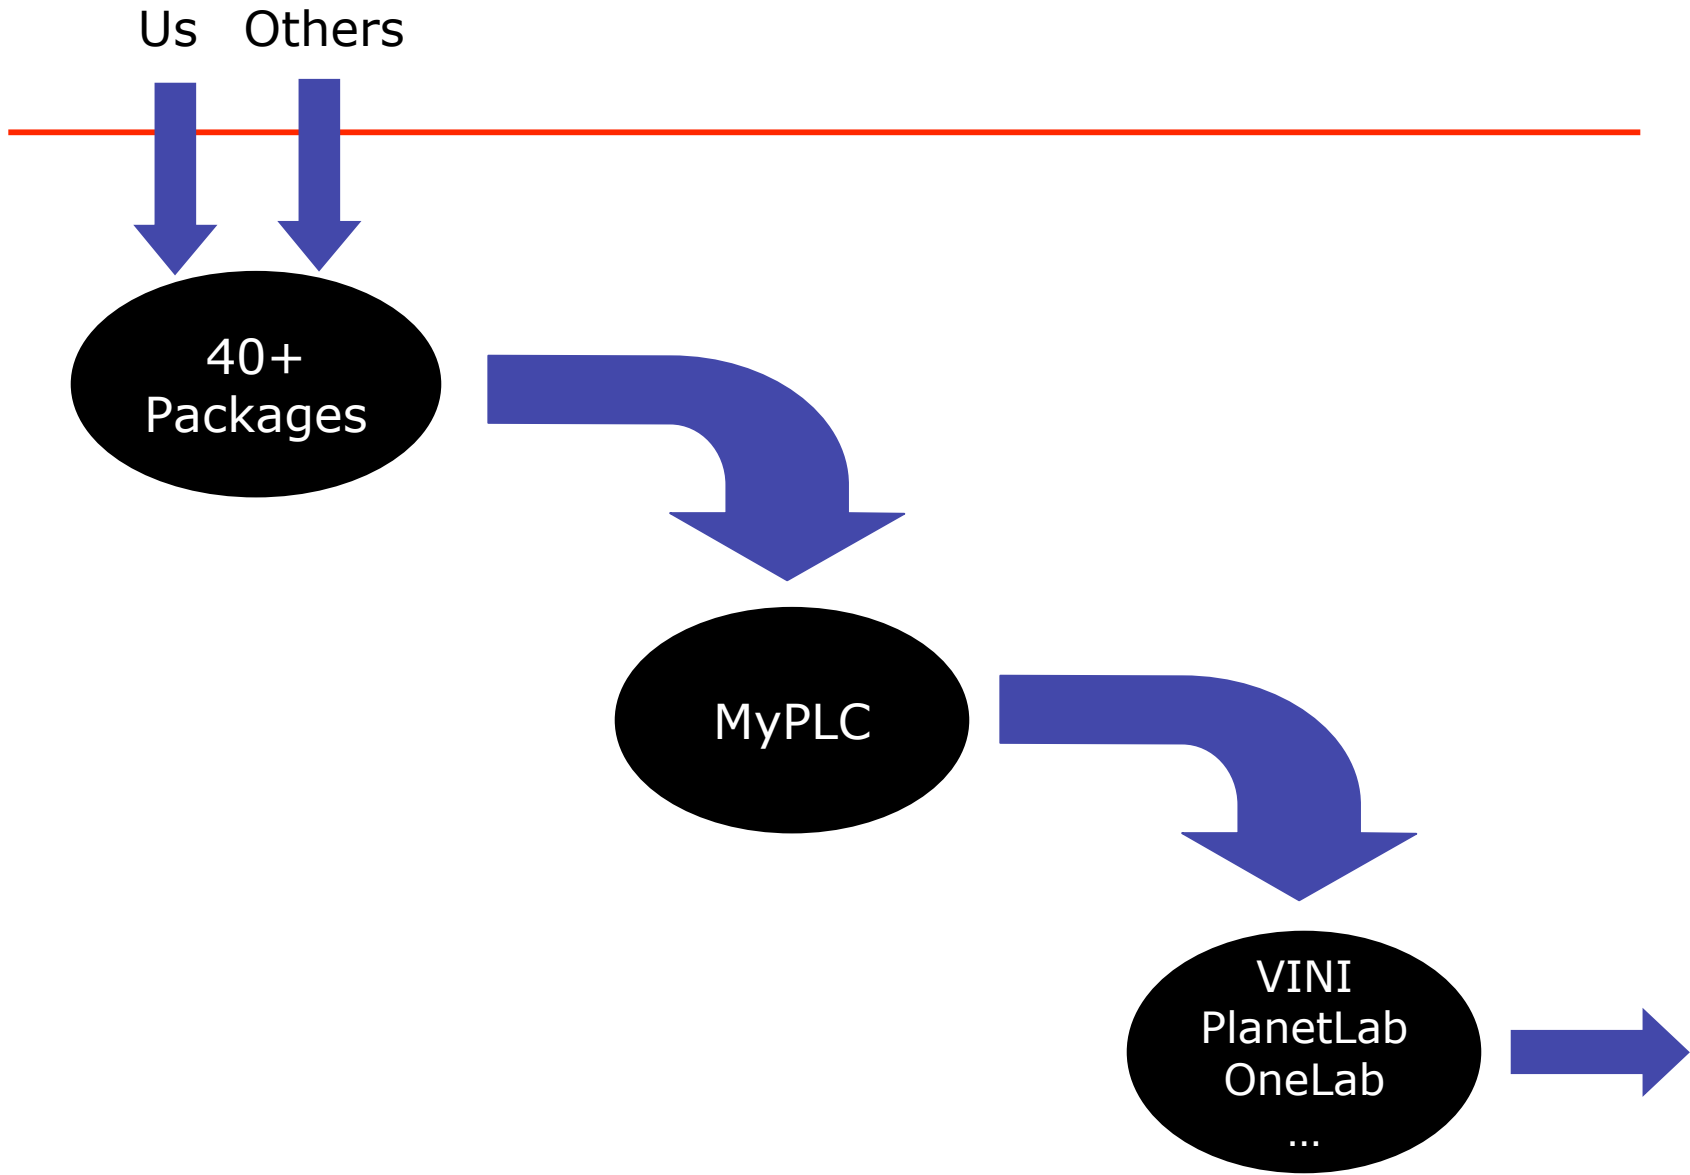 Us Others
40+
Packages
MyPLC
VINI
PlanetLab
OneLab
...